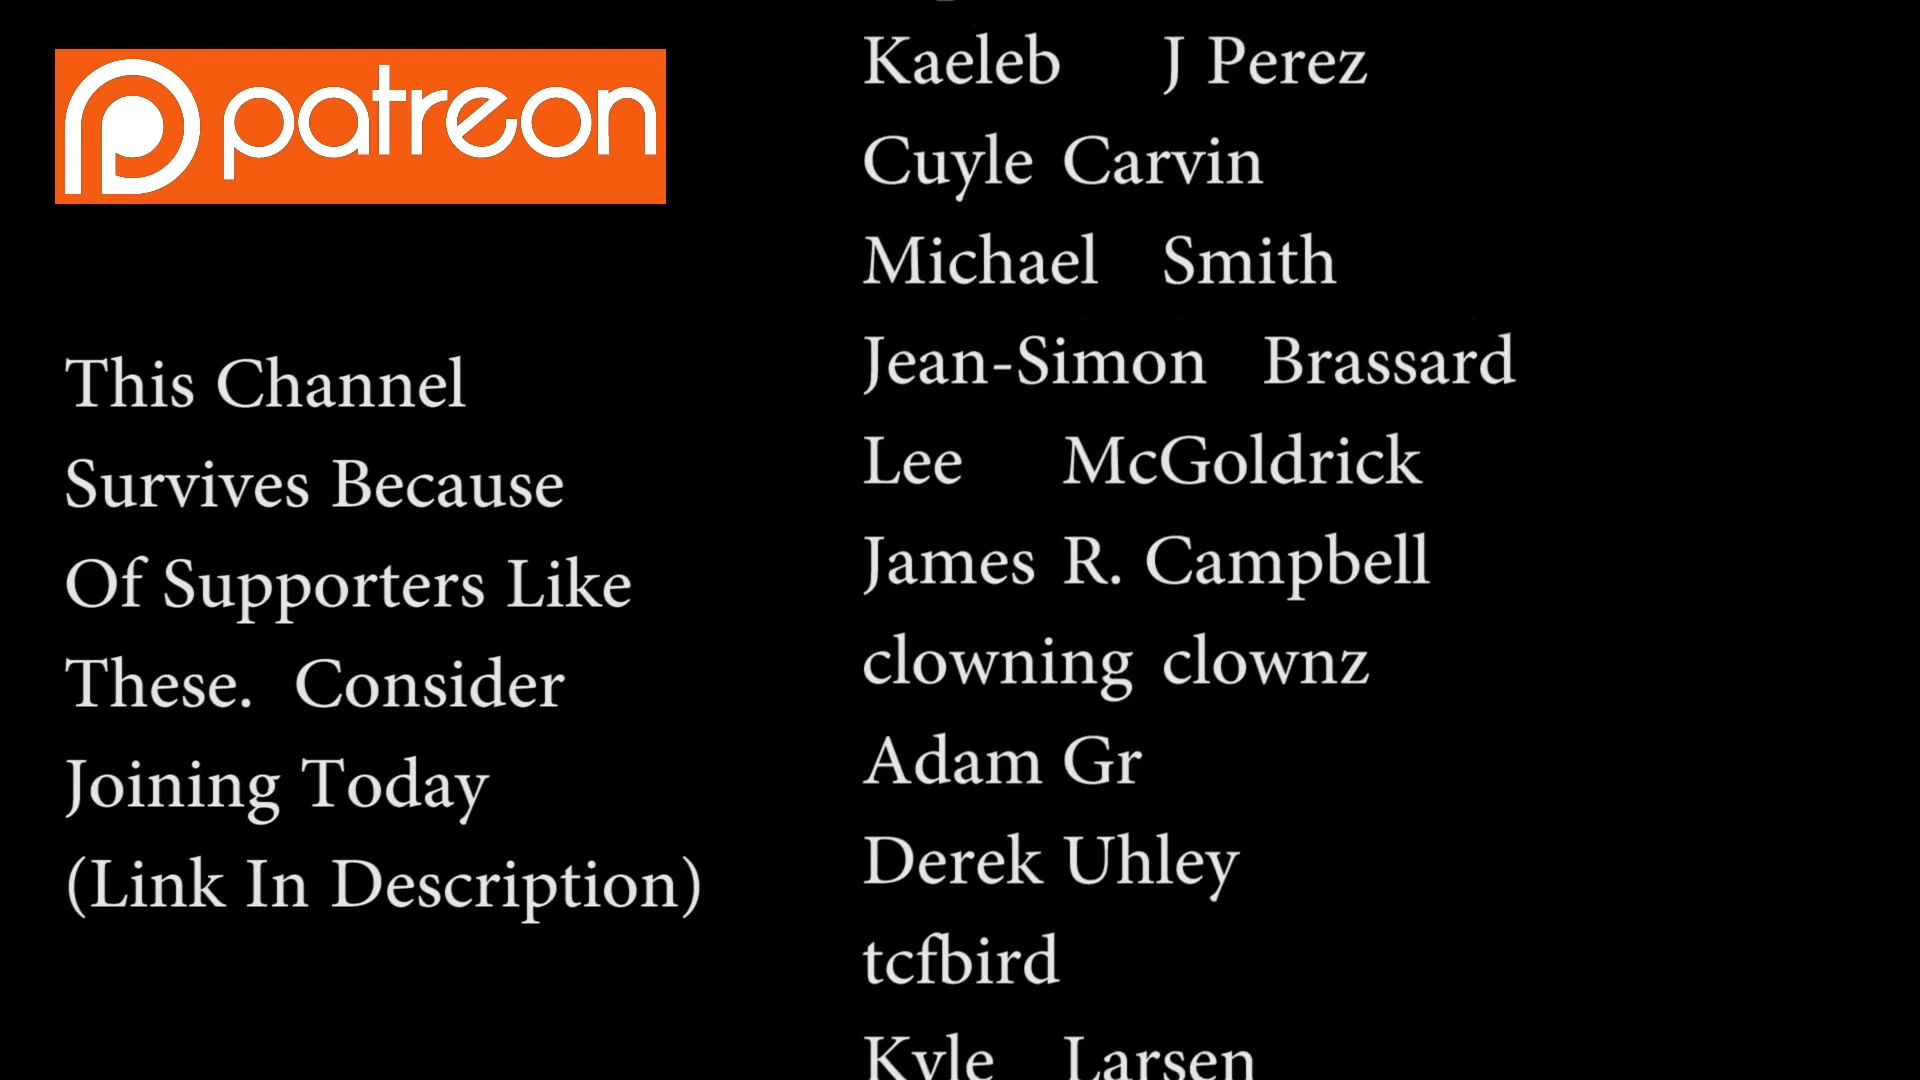 patreon
This Channel
Survives Because
Of Supporters Like
These. Consider
Joining Today
(Link In Description)
Kaeleb J Perez
Cuyle Carvin
Michael Smith
Jean-Simon Brassard
Lee McGoldrick
James R. Campbell
clowning clownz
Adam Gr
Derek Uhley
tcfbird
Kyle Larsen